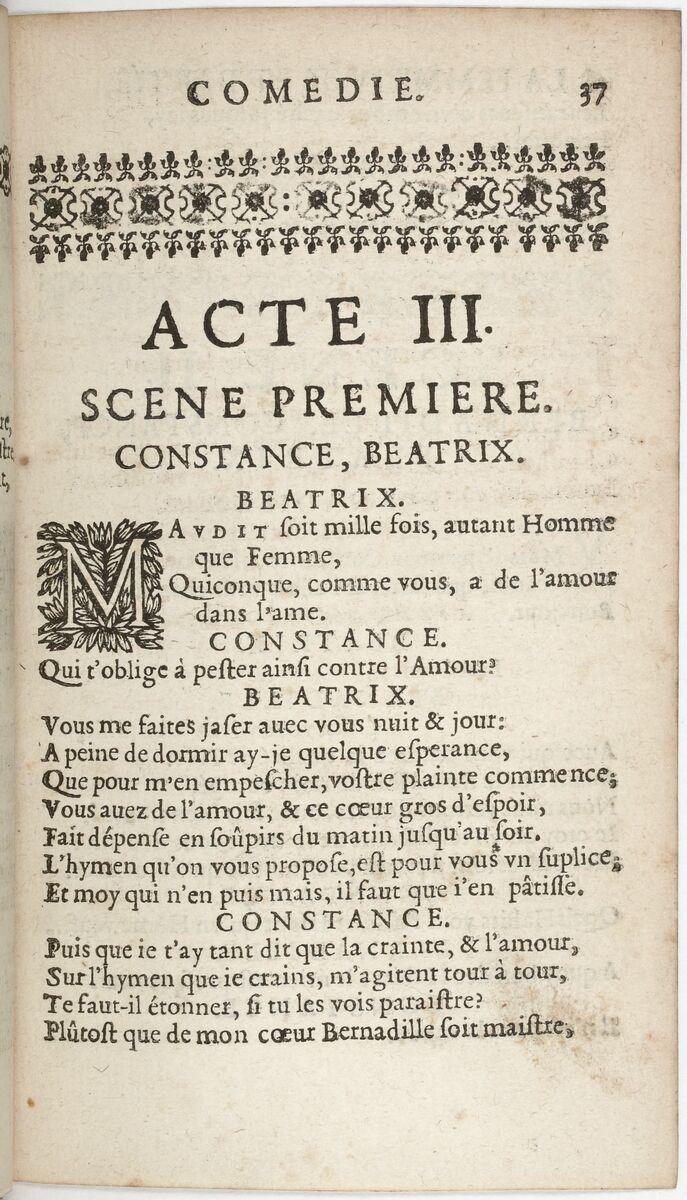 COMEDIE. 37
ACTE III.
SCENE PREMIERE.
CONSTANCE, BEATRIX.
BEATRIX.
MAVDIT ſoit mille fois, autant Homme
que Femme,
Quiconque, comme vous, a de l'amour
dans l'ame.
CONSTANCE.
Qui t'oblige à peſter ainſi contre l'Amour?
BEATRIX.
Vous me faites jaſer auec vous nuit & jour:
A peine de dormir ay-je quelque eſperance,
Que pour m'en empeſcher, voſtre plainte commence;
Vous auez de l'amour, & ce cœur gros d'eſpoir,
Fait dépenſe en ſoûpirs du matin juſqu'au ſoir.
L'hymen qu'on vous propoſe, eſt pour vous vn ſuplice;
Et moy qui n'en puis mais, il faut que i'en pâtiſſe.
CONSTANCE.
Puis que ie t'ay tant dit que la crainte, & l'amour,
Sur l'hymen que ie crains, m'agitent tour à tour,
Te faut-il étonner, ſi tu les vois paraiſtre?
Plûtoſt que de mon cœur Bernadille ſoit maiſtre,